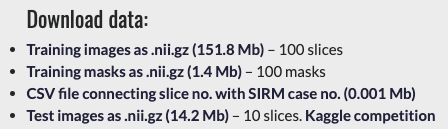 Download data:
• Training images as .nii.gz (151.8 Mb) – 100 slices
• Training masks as .nii.gz (1.4 Mb) – 100 masks
• CSV file connecting slice no. with SIRM case no. (0.001 Mb)
• Test images as .nii.gz (14.2 Mb) – 10 slices. Kaggle competition